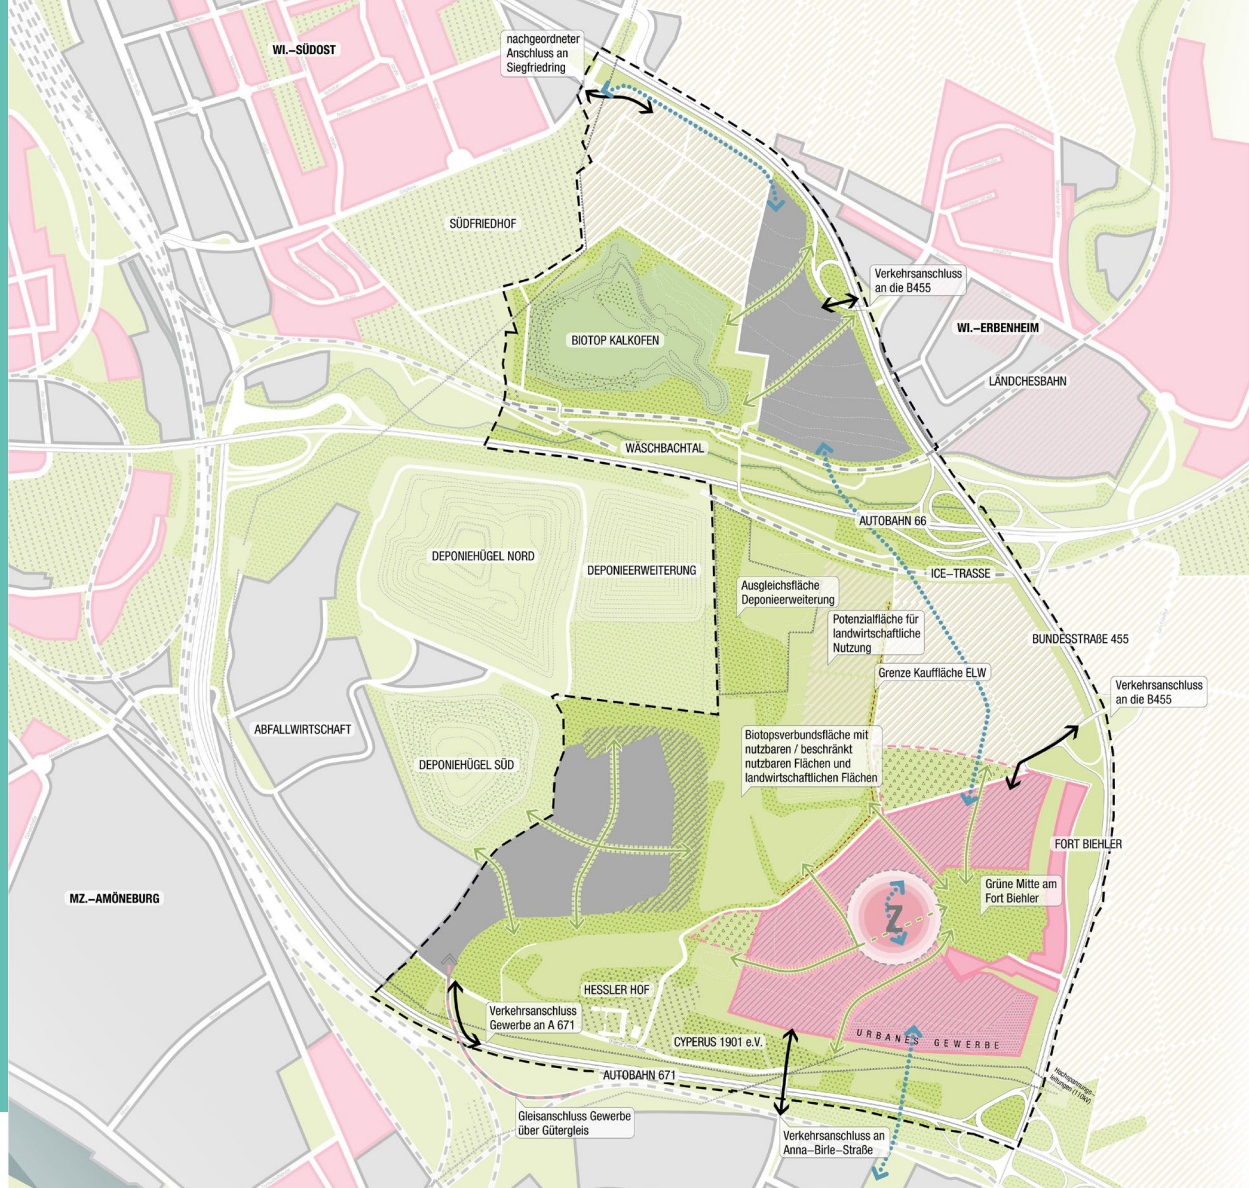 WI.–SÜDOST
nachgeordneter
Anschluss an
Siegfriedring
SÜDFRIEDHOF
Verkehrsanschluss
an die B455
WI.–ERBENHEIM
BIOTOP KALKOFEN
LÄNDCHESBAHN
WÄSCHBACHTAL
AUTOBAHN 66
DEPONIEHÜGEL NORD
DEPONIEERWEITERUNG
ICE–TRASSE
Ausgleichsfläche
Deponieerweiterung
Potenzialfläche für
landwirtschaftliche
Nutzung
BUNDESSTRAßE 455
Grenze Kauffläche ELW
Verkehrsanschluss
an die B455
ABFALLWIRTSCHAFT
Biotopsverbundsfläche mit
nutzbaren / beschränkt
nutzbaren Flächen und
landwirtschaftlichen Flächen
DEPONIEHÜGEL SÜD
FORT BIEHLER
MZ.–AMÖNEBURG
Grüne Mitte am
Fort Biehler
Z
HESSLER HOF
Verkehrsanschluss
Gewerbe an A 671
URBANES GEWERBE
CYPERUS 1901 e.V.
AUTOBAHN 671
Hochspannungs–
leitungen (110kV)
Gleisanschluss Gewerbe
über Gütergleis
Verkehrsanschluss an
Anna–Birle–Straße